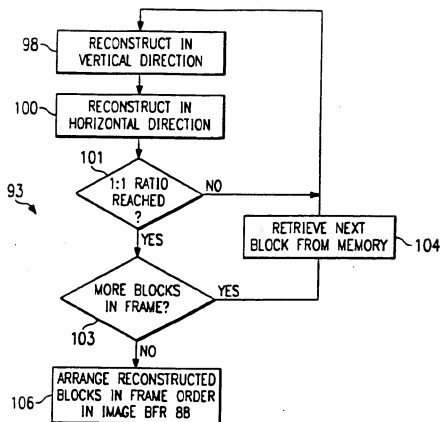 98
RECONSTRUCT IN
VERTICAL DIRECTION
100
RECONSTRUCT IN
HORIZONTAL DIRECTION
101
1:1 RATIO
REACHED
?
NO
93
YES
RETRIEVE NEXT
BLOCK FROM MEMORY
104
MORE BLOCKS
IN FRAME?
YES
103
NO
106
ARRANGE RECONSTRUCTED
BLOCKS IN FRAME ORDER
IN IMAGE BFR 88